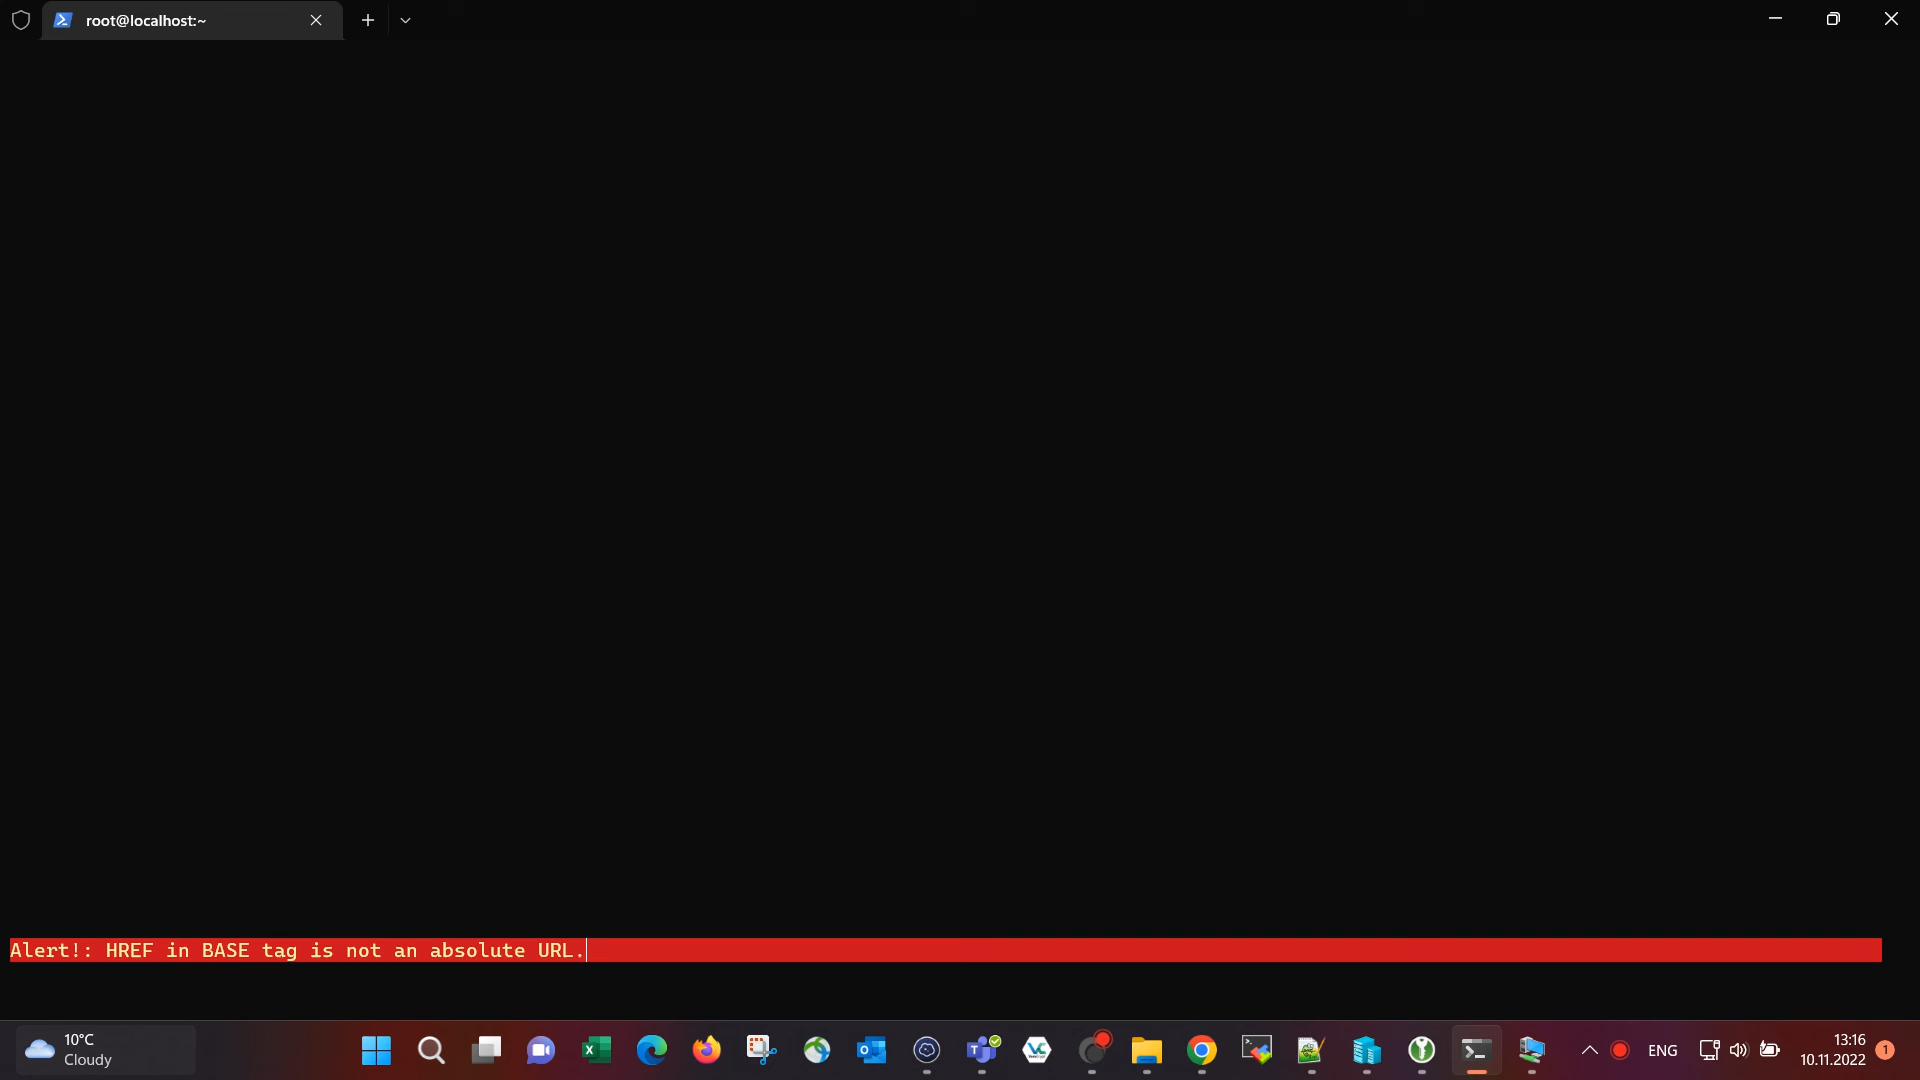 root@localhost:~
Alert!: HREF in BASE tag is not an absolute URL.
10°C
Cloudy
ENG
13:16
10.11.2022
1